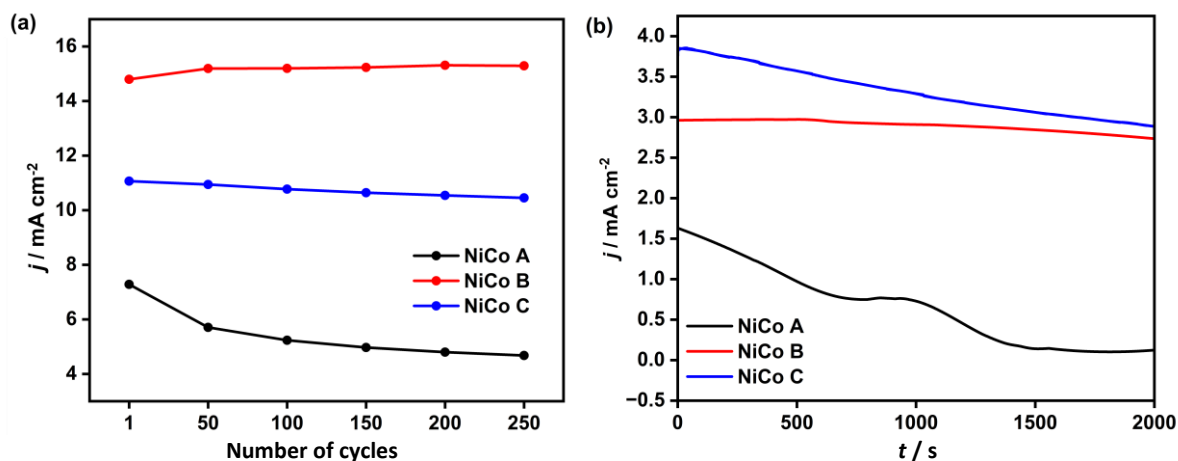 (a)
16
14
12
10
8
6
4
j / mA cm⁻²
NiCo A
NiCo B
NiCo C
1 50 100 150 200 250
Number of cycles
(b)
4.0
3.5
3.0
2.5
2.0
1.5
1.0
0.5
0.0
−0.5
j / mA cm⁻²
NiCo A
NiCo B
NiCo C
0 500 1000 1500 2000
t / s